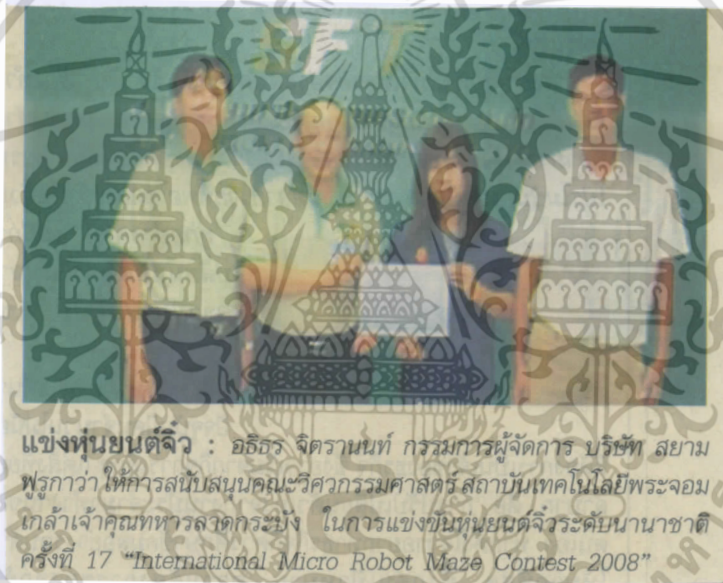 แข่งหุ่นยนต์จิ๋ว : อธิธร จิตรานนท์ กรรมการผู้จัดการ บริษัท สยาม
ฟูรูกาว่า ให้การสนับสนุนคณะวิศวกรรมศาสตร์ สถาบันเทคโนโลยีพระจอม
เกล้าเจ้าคุณทหารลาดกระบัง ในการแข่งขันหุ่นยนต์จิ๋วระดับนานาชาติ
ครั้งที่ 17 "International Micro Robot Maze Contest 2008"